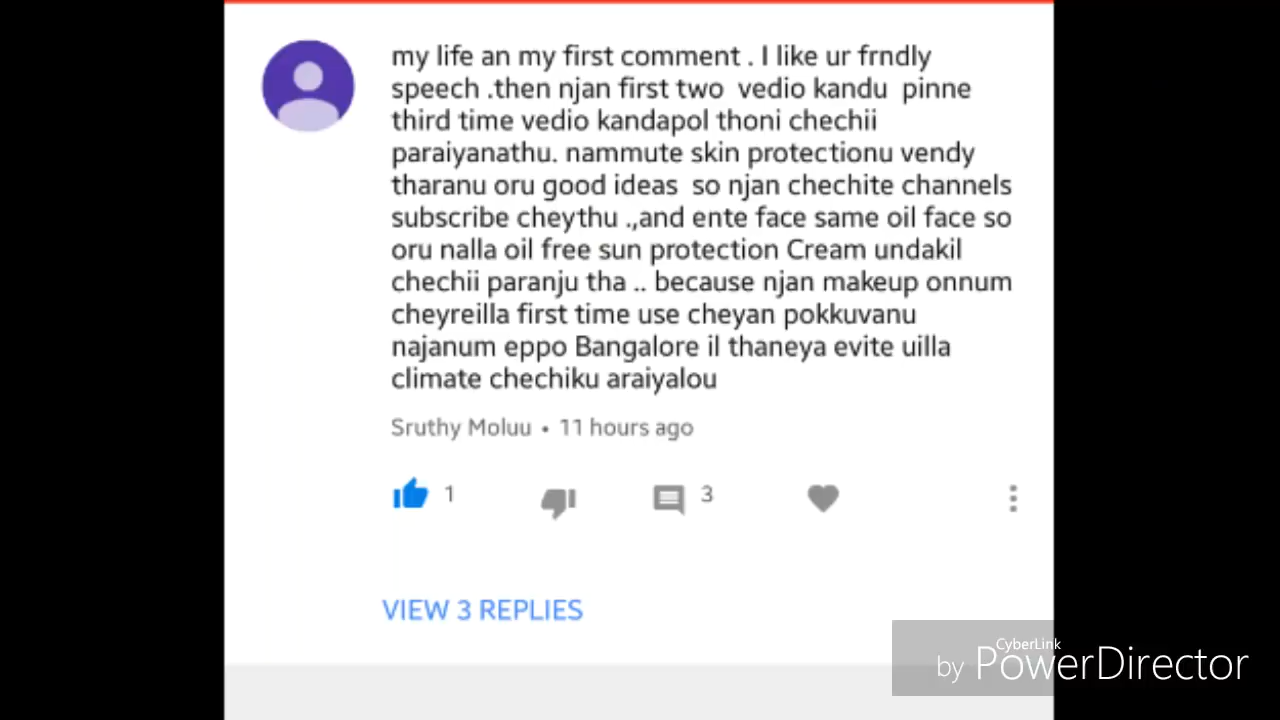 my life an my first comment . I like ur frndly
speech .then njan first two  vedio kandu  pinne
third time vedio kandapol thoni chechii
paraiyanathu. nammute skin protectionu vendy
tharanu oru good ideas  so njan chechite channels
subscribe cheythu .,and ente face same oil face so
oru nalla oil free sun protection Cream undakil
chechii paranju tha .. because njan makeup onnum
cheyreilla first time use cheyan pokkuvanu
najanum eppo Bangalore il thaneya evite uilla
climate chechiku araiyalou
Sruthy Moluu • 11 hours ago
1
3
VIEW 3 REPLIES
CyberLink
by PowerDirector